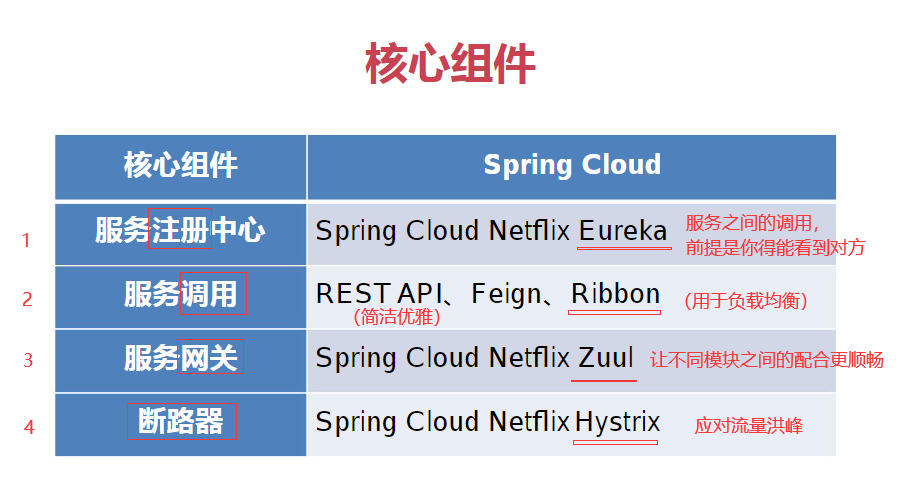 核心组件
核心组件 Spring Cloud
1 服务注册中心 Spring Cloud Netflix Eureka 服务之间的调用，
前提是你得能看到对方
2 服务调用 REST API、Feign、Ribbon （用于负载均衡）
（简洁优雅）
3 服务网关 Spring Cloud Netflix Zuul 让不同模块之间的配合更顺畅
4 断路器 Spring Cloud Netflix Hystrix 应对流量洪峰